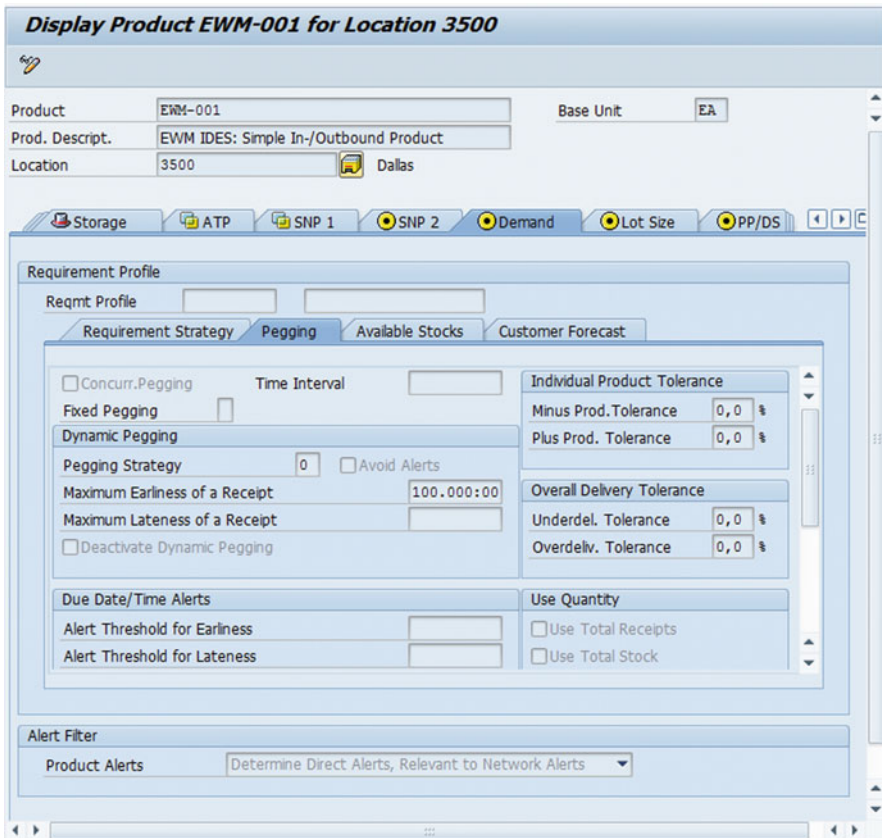 Display Product EWM-001 for Location 3500
Product EWM-001 Base Unit EA
Prod. Descript. EWM IDES: Simple In-/Outbound Product
Location 3500 Dallas
Storage ATP SNP 1 SNP 2 Demand Lot Size PP/DS
Requirement Profile
Reqmt Profile
Requirement Strategy Pegging Available Stocks Customer Forecast
Concurr.Pegging Time Interval
Fixed Pegging
Dynamic Pegging
Pegging Strategy 0 Avoid Alerts
Maximum Earliness of a Receipt 100.000:00
Maximum Lateness of a Receipt
Deactivate Dynamic Pegging
Individual Product Tolerance
Minus Prod.Tolerance 0,0 %
Plus Prod. Tolerance 0,0 %
Overall Delivery Tolerance
Underdel. Tolerance 0,0 %
Overdeliv. Tolerance 0,0 %
Due Date/Time Alerts
Alert Threshold for Earliness
Alert Threshold for Lateness
Use Quantity
Use Total Receipts
Use Total Stock
Alert Filter
Product Alerts Determine Direct Alerts, Relevant to Network Alerts